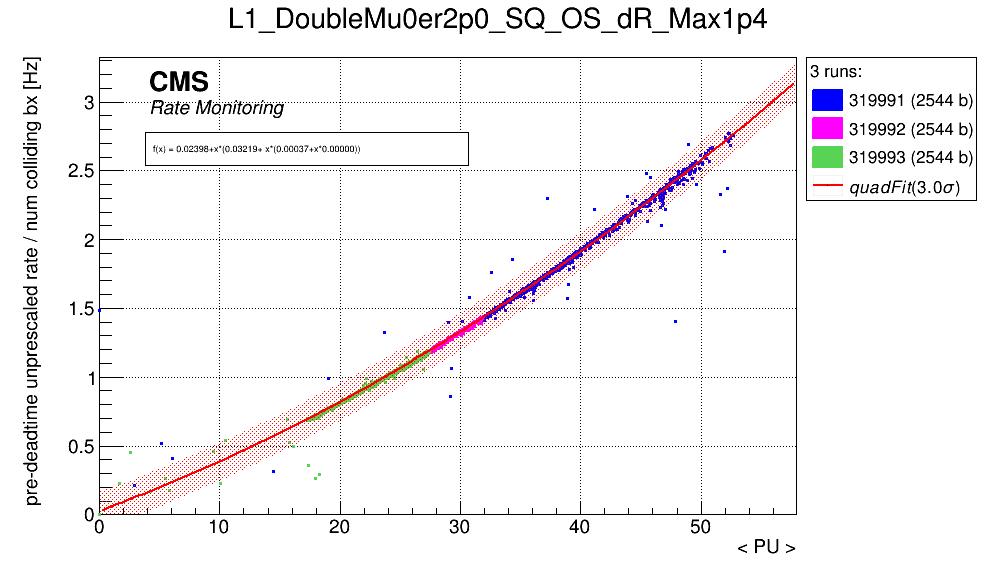 L1_DoubleMu0er2p0_SQ_OS_dR_Max1p4
pre-deadtime unprescaled rate / num colliding bx [Hz]
CMS
Rate Monitoring
f(x) = 0.02398+x*(0.03219+ x*(0.00037+x*0.00000))
3
2.5
2
1.5
1
0.5
0
0 10 20 30 40 50
< PU >
3 runs:
319991 (2544 b)
319992 (2544 b)
319993 (2544 b)
quadFit(3.0σ)